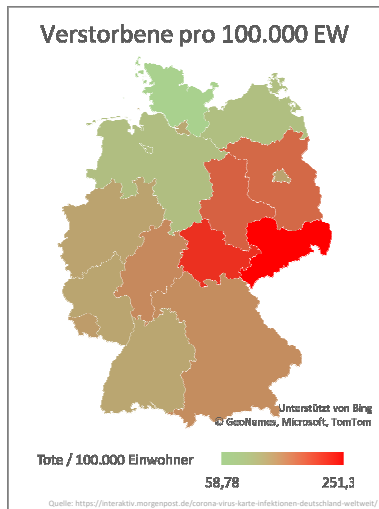 Verstorbene pro 100.000 EW
Unterstützt von Bing
© GeoNames, Microsoft, TomTom
Tote / 100.000 Einwohner
58,78
251,3
Quelle: https://interaktiv.morgenpost.de/corona-virus-karte-infektionen-deutschland-weltweit/